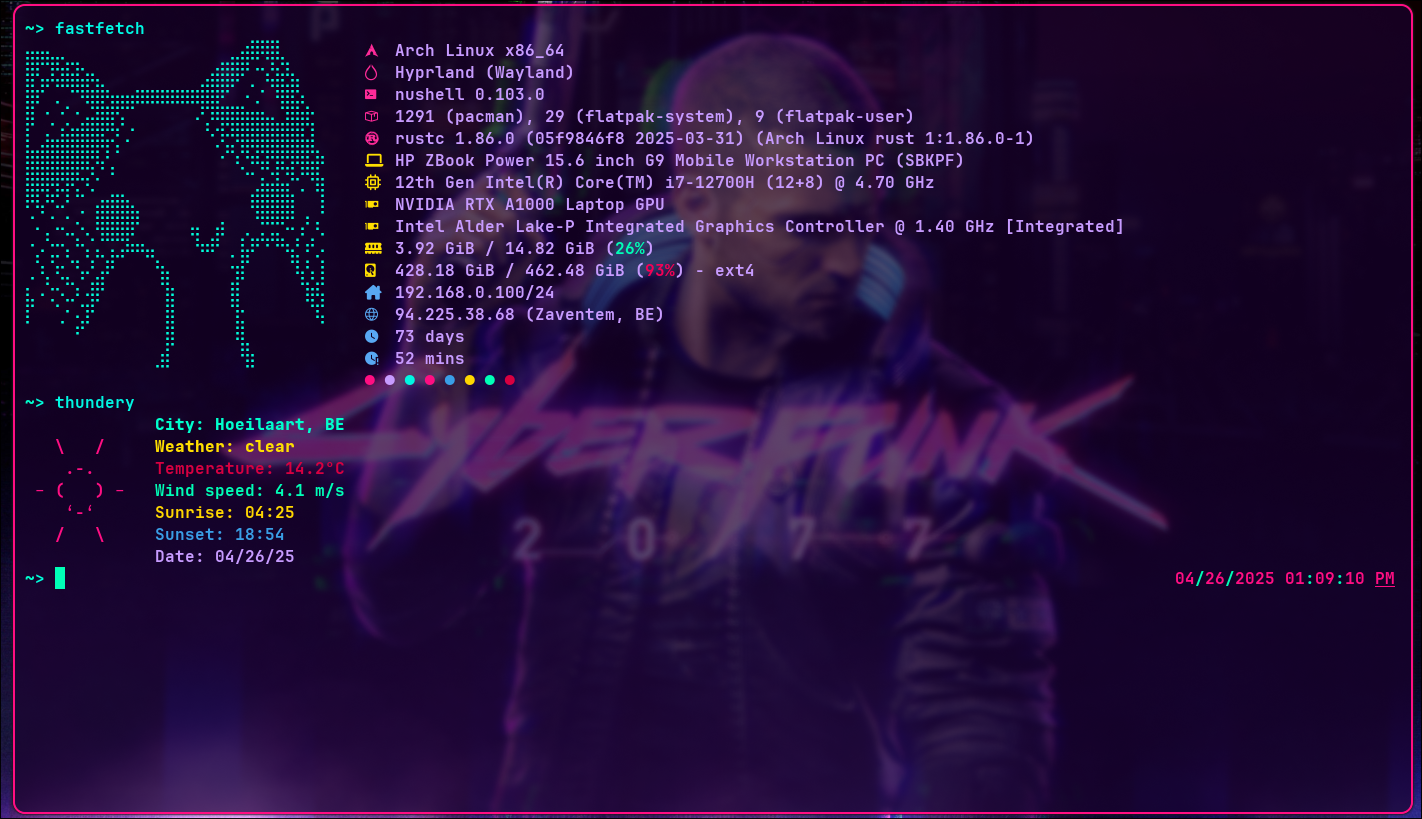 ~> fastfetch
Arch Linux x86_64
Hyprland (Wayland)
nushell 0.103.0
1291 (pacman), 29 (flatpak-system), 9 (flatpak-user)
rustc 1.86.0 (05f9846f8 2025-03-31) (Arch Linux rust 1:1.86.0-1)
HP ZBook Power 15.6 inch G9 Mobile Workstation PC (SBKPF)
12th Gen Intel(R) Core(TM) i7-12700H (12+8) @ 4.70 GHz
NVIDIA RTX A1000 Laptop GPU
Intel Alder Lake-P Integrated Graphics Controller @ 1.40 GHz [Integrated]
3.92 GiB / 14.82 GiB (26%)
428.18 GiB / 462.48 GiB (93%) - ext4
192.168.0.100/24
94.225.38.68 (Zaventem, BE)
73 days
52 mins
~> thundery
City: Hoeilaart, BE
Weather: clear
Temperature: 14.2°C
Wind speed: 4.1 m/s
Sunrise: 04:25
Sunset: 18:54
Date: 04/26/25
~>
04/26/2025 01:09:10 PM
Cyberpunk
2 0 7 7